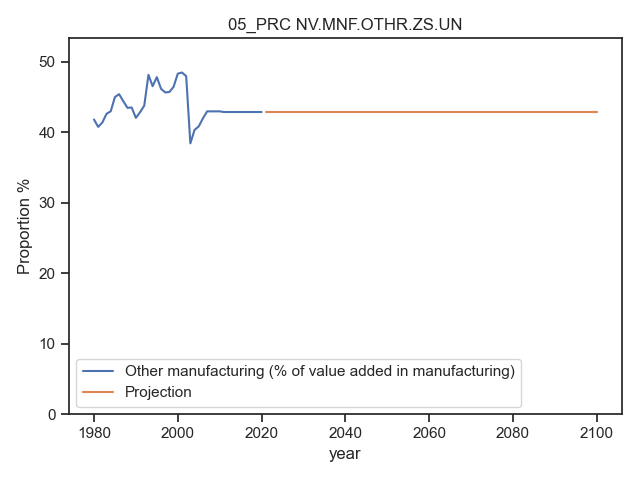 05_PRC NV.MNF.OTHR.ZS.UN
50
40
30
20
10
0
Proportion %
Other manufacturing (% of value added in manufacturing)
Projection
1980 2000 2020 2040 2060 2080 2100
year